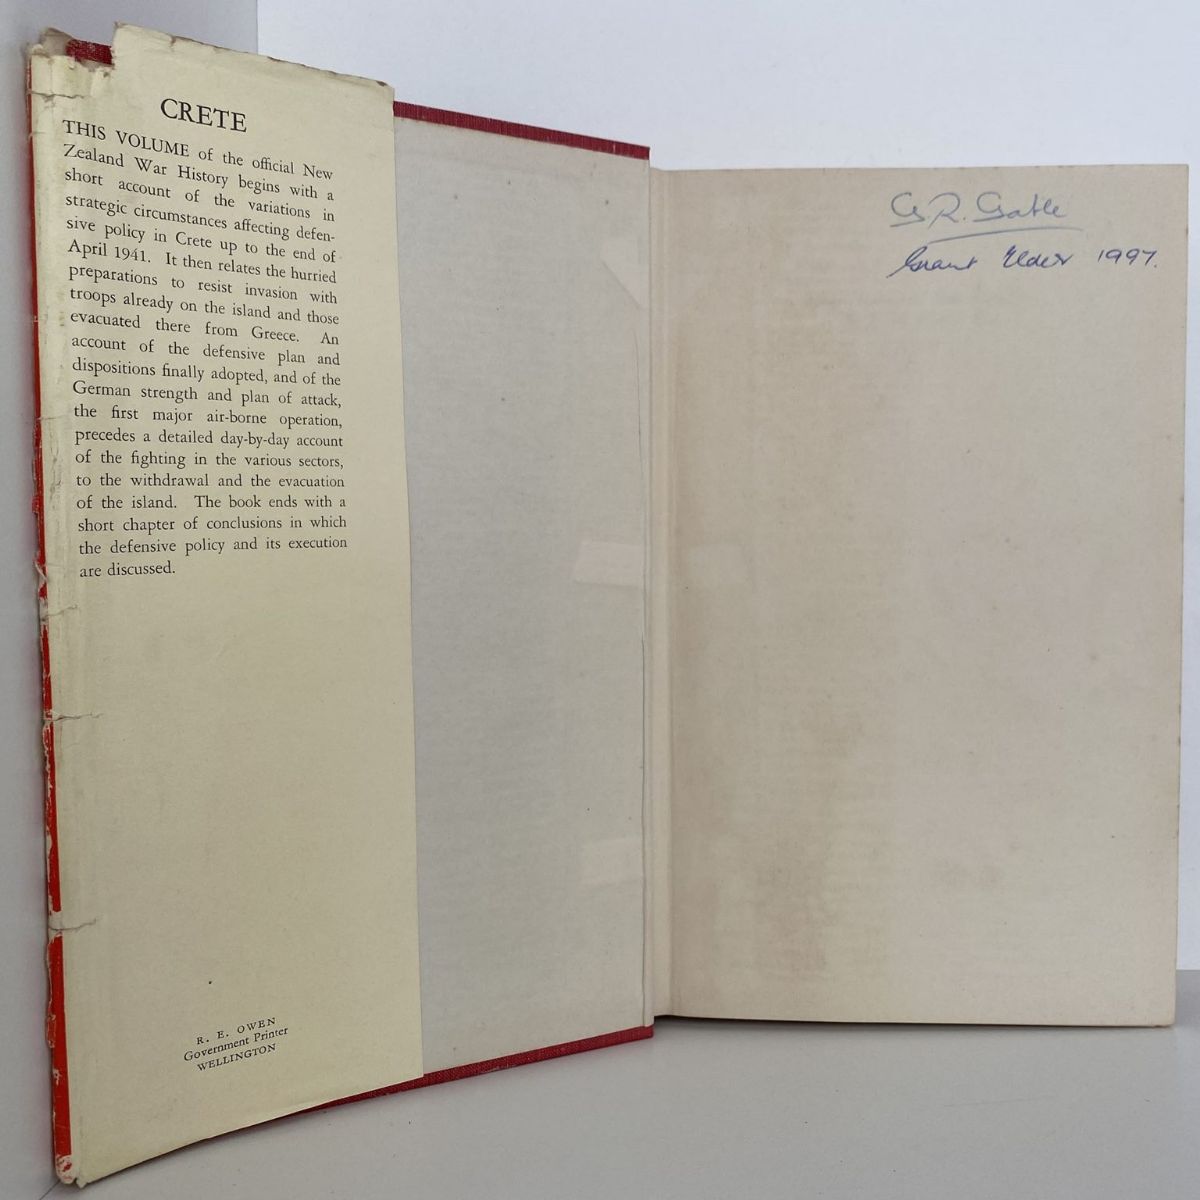 CRETE
THIS VOLUME of the official New
Zealand War History begins with a
short account of the variations in
strategic circumstances affecting defen-
sive policy in Crete up to the end of
April 1941. It then relates the hurried
preparations to resist invasion with
troops already on the island and those
evacuated there from Greece. An
account of the defensive plan and
dispositions finally adopted, and of the
German strength and plan of attack,
the first major air-borne operation,
precedes a detailed day-by-day account
of the fighting in the various sectors,
to the withdrawal and the evacuation
of the island. The book ends with a
short chapter of conclusions in which
the defensive policy and its execution
are discussed.
R. E. OWEN
Government Printer
WELLINGTON
G R. Gable
Grant Elder 1997.